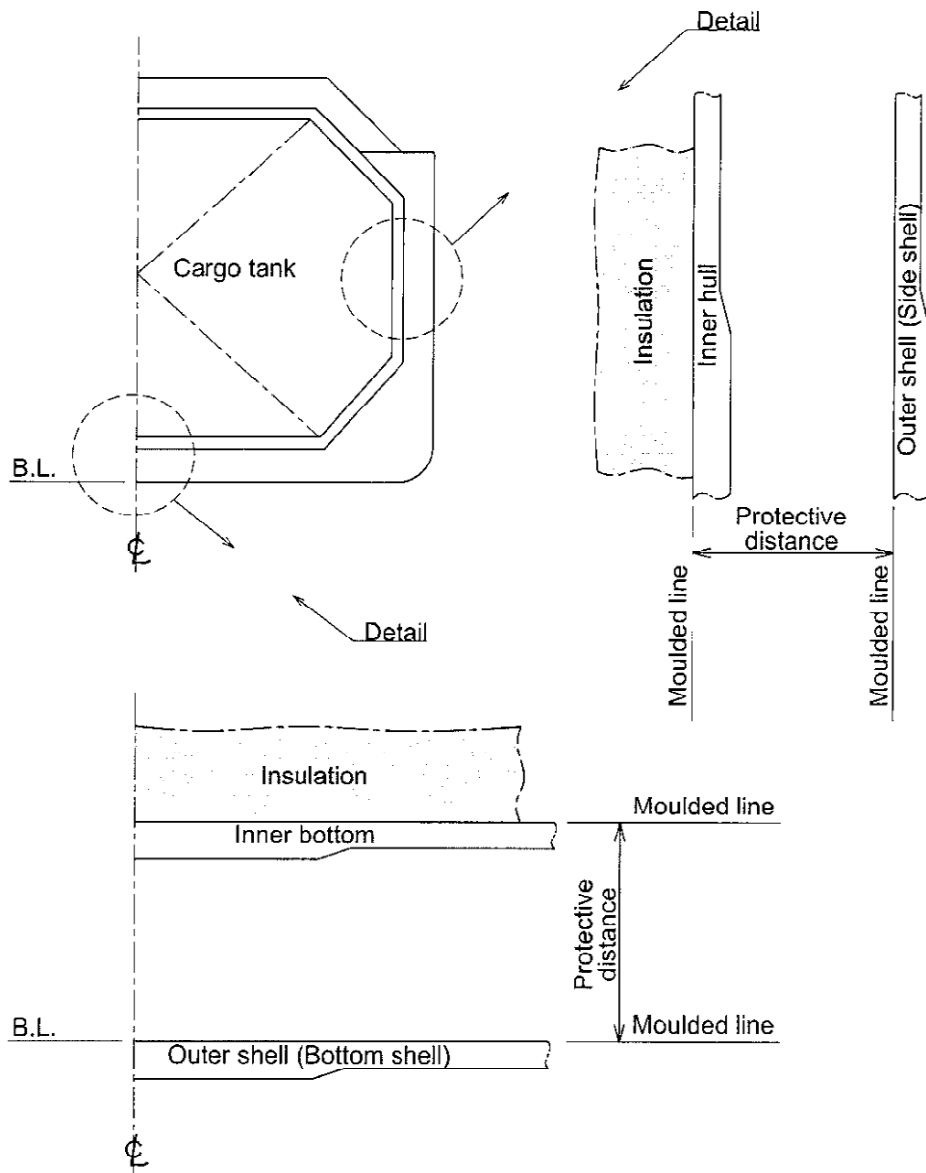 Detail
Cargo tank
Insulation
Inner hull
Outer shell (Side shell)
B.L.
℄
Protective
distance
Moulded line
Moulded line
Detail
Insulation
Inner bottom
Moulded line
Protective
distance
B.L.
Moulded line
Outer shell (Bottom shell)
℄